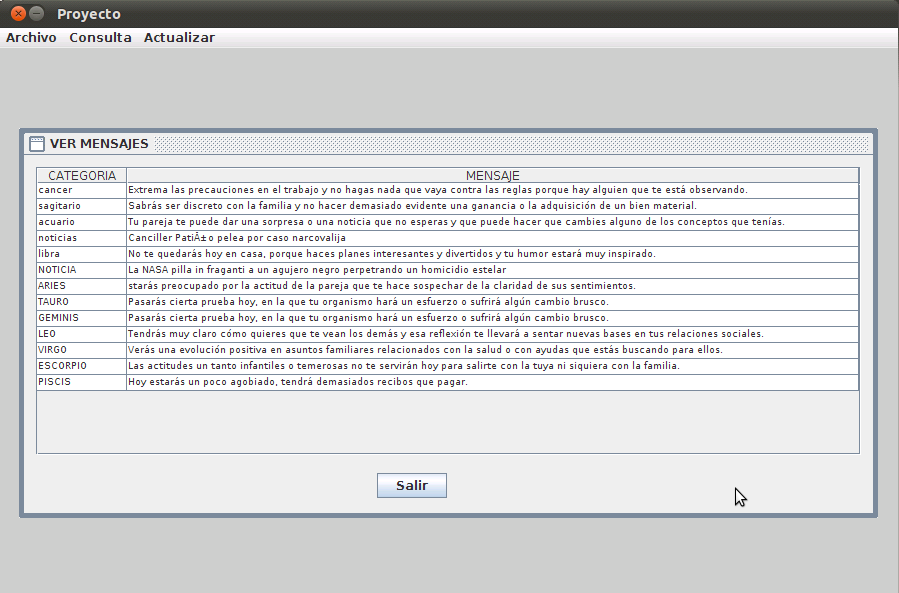 Proyecto
Archivo Consulta Actualizar
VER MENSAJES
CATEGORIA MENSAJE
cancer Extrema las precauciones en el trabajo y no hagas nada que vaya contra las reglas porque hay alguien que te está observando.
sagitario Sabrás ser discreto con la familia y no hacer demasiado evidente una ganancia o la adquisición de un bien material.
acuario Tu pareja te puede dar una sorpresa o una noticia que no esperas y que puede hacer que cambies alguno de los conceptos que tenías.
noticias Canciller PatiÃ±o pelea por caso narcovalija
libra No te quedarás hoy en casa, porque haces planes interesantes y divertidos y tu humor estará muy inspirado.
NOTICIA La NASA pilla in fraganti a un agujero negro perpetrando un homicidio estelar
ARIES starás preocupado por la actitud de la pareja que te hace sospechar de la claridad de sus sentimientos.
TAURO Pasarás cierta prueba hoy, en la que tu organismo hará un esfuerzo o sufrirá algún cambio brusco.
GEMINIS Pasarás cierta prueba hoy, en la que tu organismo hará un esfuerzo o sufrirá algún cambio brusco.
LEO Tendrás muy claro cómo quieres que te vean los demás y esa reflexión te llevará a sentar nuevas bases en tus relaciones sociales.
VIRGO Verás una evolución positiva en asuntos familiares relacionados con la salud o con ayudas que estás buscando para ellos.
ESCORPIO Las actitudes un tanto infantiles o temerosas no te servirán hoy para salirte con la tuya ni siquiera con la familia.
PISCIS Hoy estarás un poco agobiado, tendrá demasiados recibos que pagar.
Salir